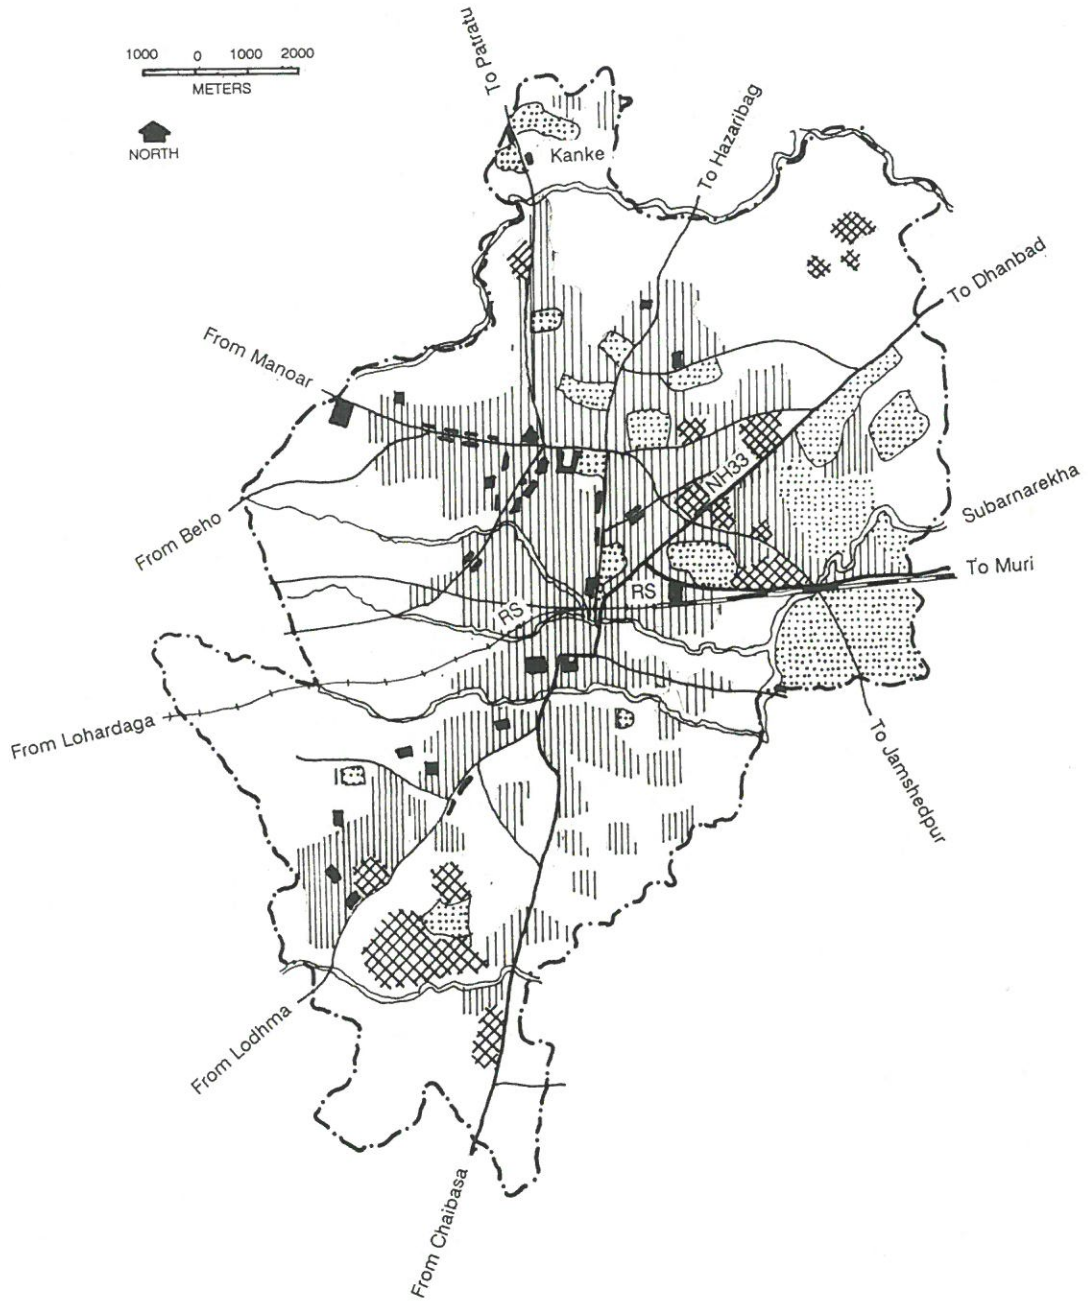 1000 0 1000 2000
METERS
NORTH
To Patratu
To Hazaribag
Kanke
To Dhanbad
From Manoar
NH33
Subarnarekha
From Beho
To Muri
RS
RS
From Lohardaga
To Jamshedpur
From Lodhma
From Chaibasa